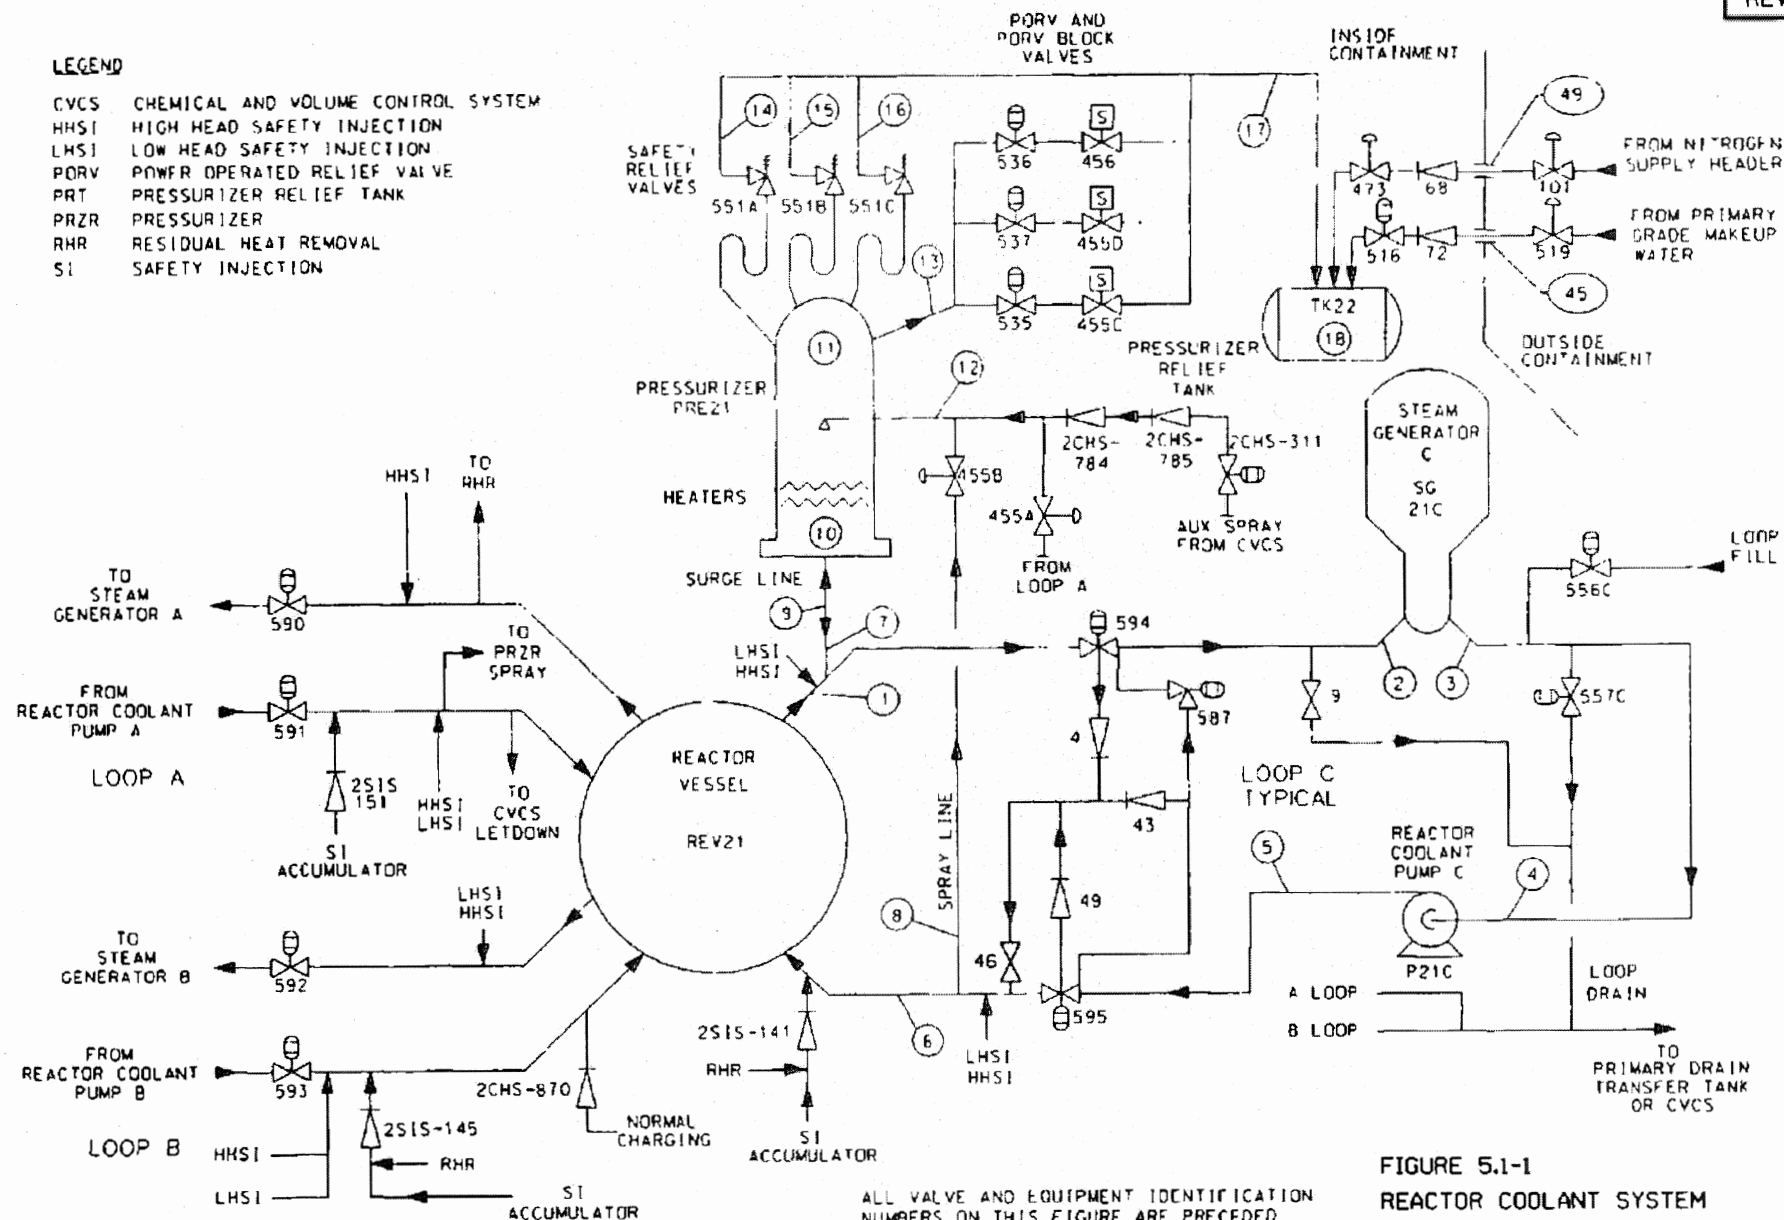 REV
LEGEND
CVCS CHEMICAL AND VOLUME CONTROL SYSTEM
HHSI HIGH HEAD SAFETY INJECTION
LHSI LOW HEAD SAFETY INJECTION
PORV POWER OPERATED RELIEF VALVE
PRT PRESSURIZER RELIEF TANK
PRZR PRESSURIZER
RHR RESIDUAL HEAT REMOVAL
SI SAFETY INJECTION
PORV AND
PORV BLOCK
VALVES
INSIDE
CONTAINMENT
SAFETY
RELIEF
VALVES
14
15
16
17
49
551A
551B
551C
536
456
537
455D
535
455C
13
473
68
101
FROM NITROGEN
SUPPLY HEADER
516
72
519
FROM PRIMARY
GRADE MAKEUP
WATER
45
TK22
18
OUTSIDE
CONTAINMENT
PRESSURIZER
RELIEF
TANK
11
PRESSURIZER
PRE21
12
2CHS-
784
2CHS-
785
2CHS-311
455B
455A
AUX SPRAY
FROM CVCS
FROM
LOOP A
HEATERS
10
SURGE LINE
9
7
STEAM
GENERATOR
C
SG
21C
LOOP
FILL
556C
HHSI
TO
RHR
TO
STEAM
GENERATOR A
590
TO
PRZR
SPRAY
FROM
REACTOR COOLANT
PUMP A
591
LOOP A
2SIS
151
HHSI
LHSI
TO
CVCS
LETDOWN
SI
ACCUMULATOR
LHSI
HHSI
1
594
2
3
587
9
557C
4
REACTOR
VESSEL
REV21
SPRAY LINE
43
LOOP C
TYPICAL
REACTOR
COOLANT
PUMP C
5
4
8
49
46
C
P21C
595
A LOOP
B LOOP
LOOP
DRAIN
TO
PRIMARY DRAIN
TRANSFER TANK
OR CVCS
LHSI
HHSI
TO
STEAM
GENERATOR B
592
FROM
REACTOR COOLANT
PUMP B
593
LOOP B
HHSI
LHSI
2SIS-145
RHR
SI
ACCUMULATOR
2CHS-870
NORMAL
CHARGING
2SIS-141
RHR
SI
ACCUMULATOR
6
LHSI
HHSI
ALL VALVE AND EQUIPMENT IDENTIFICATION
NUMBERS ON THIS FIGURE ARE PRECEDED
FIGURE 5.1-1
REACTOR COOLANT SYSTEM
S
S
S